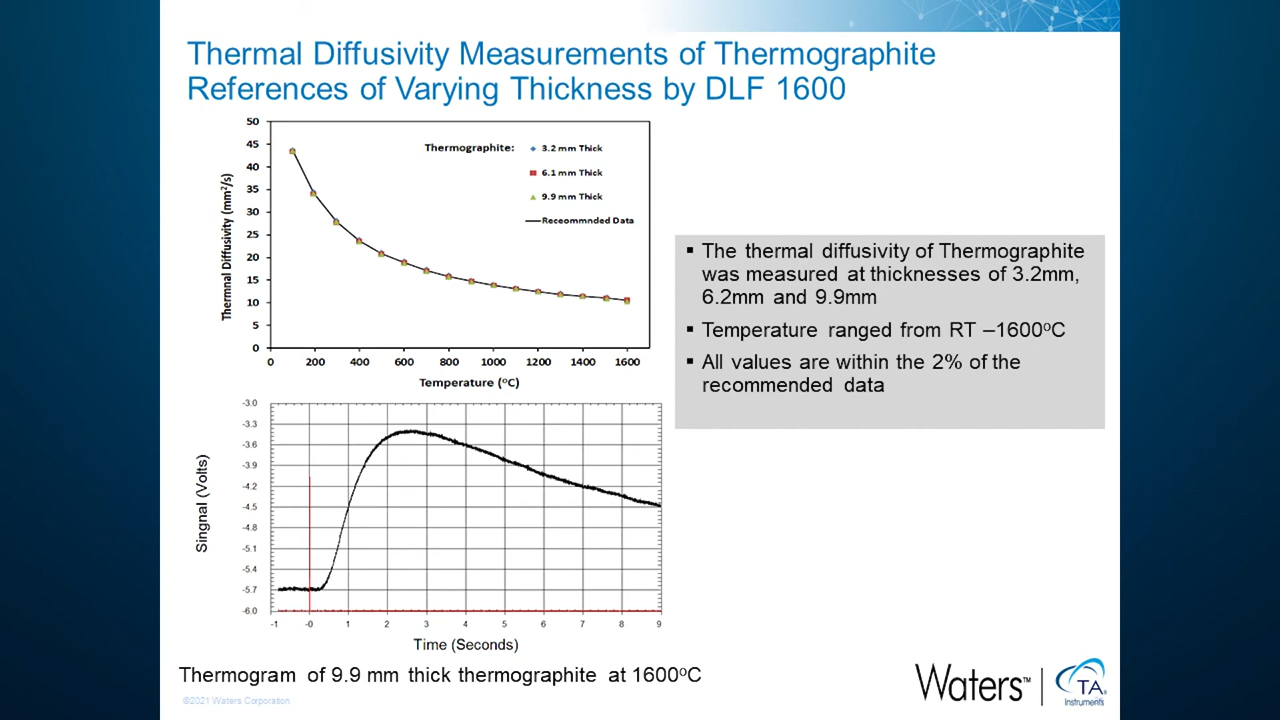 Thermal Diffusivity Measurements of Thermographite
References of Varying Thickness by DLF 1600
50
45
40
35
30
25
20
15
10
5
0
Thermnal Diffusivity (mm²/s)
Thermographite:
3.2 mm Thick
6.1 mm Thick
9.9 mm Thick
Receommnded Data
0 200 400 600 800 1000 1200 1400 1600
Temperature (ᴼC)
▪ The thermal diffusivity of Thermographite
was measured at thicknesses of 3.2mm,
6.2mm and 9.9mm
▪ Temperature ranged from RT –1600ᴼC
▪ All values are within the 2% of the
recommended data
-3.0
-3.3
-3.6
-3.9
-4.2
-4.5
-4.8
-5.1
-5.4
-5.7
-6.0
Singnal (Volts)
-1 -0 1 2 3 4 5 6 7 8 9
Time (Seconds)
Thermogram of 9.9 mm thick thermographite at 1600ᴼC
©2021 Waters Corporation
Waters™
TA
Instruments